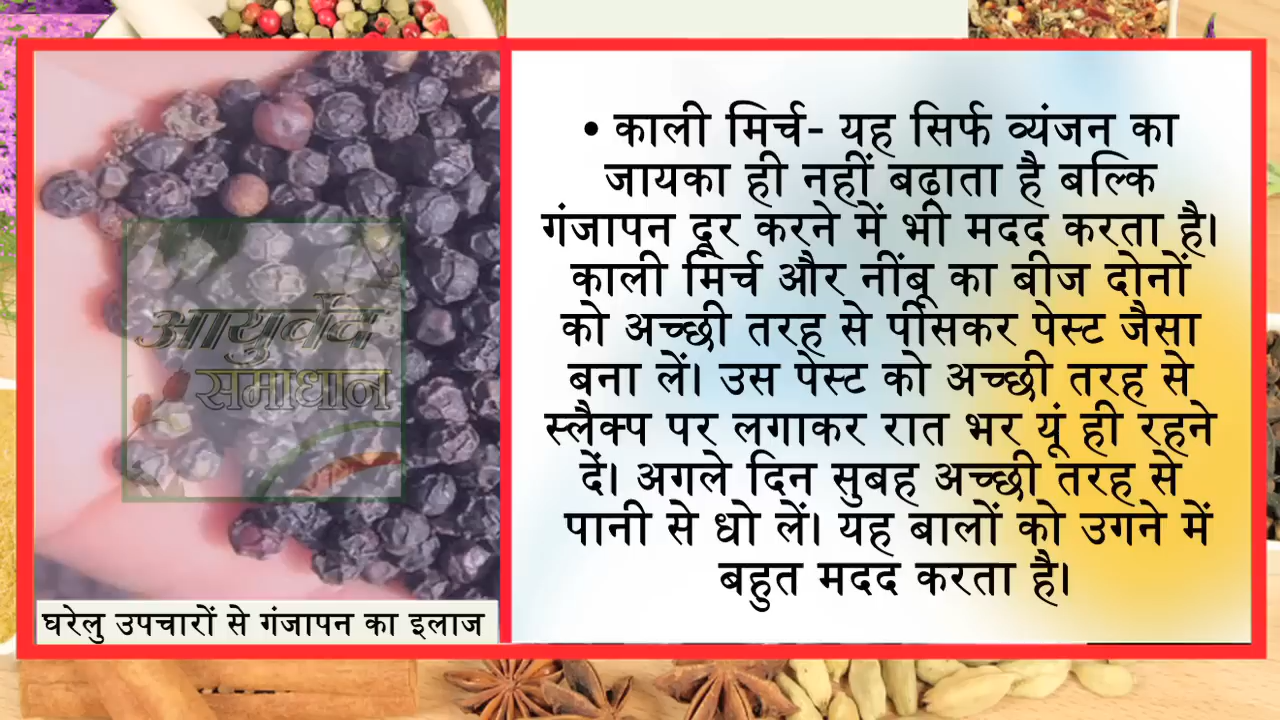 • काली मिर्च- यह सिर्फ व्यंजन का
जायका ही नहीं बढ़ाता है बल्कि
गंजापन दूर करने में भी मदद करता है।
काली मिर्च और नींबू का बीज दोनों
को अच्छी तरह से पीसकर पेस्ट जैसा
बना लें। उस पेस्ट को अच्छी तरह से
स्लैक्प पर लगाकर रात भर यूं ही रहने
दें। अगले दिन सुबह अच्छी तरह से
पानी से धो लें। यह बालों को उगने में
बहुत मदद करता है।
आयुर्वेद
समाधान
घरेलु उपचारों से गंजापन का इलाज